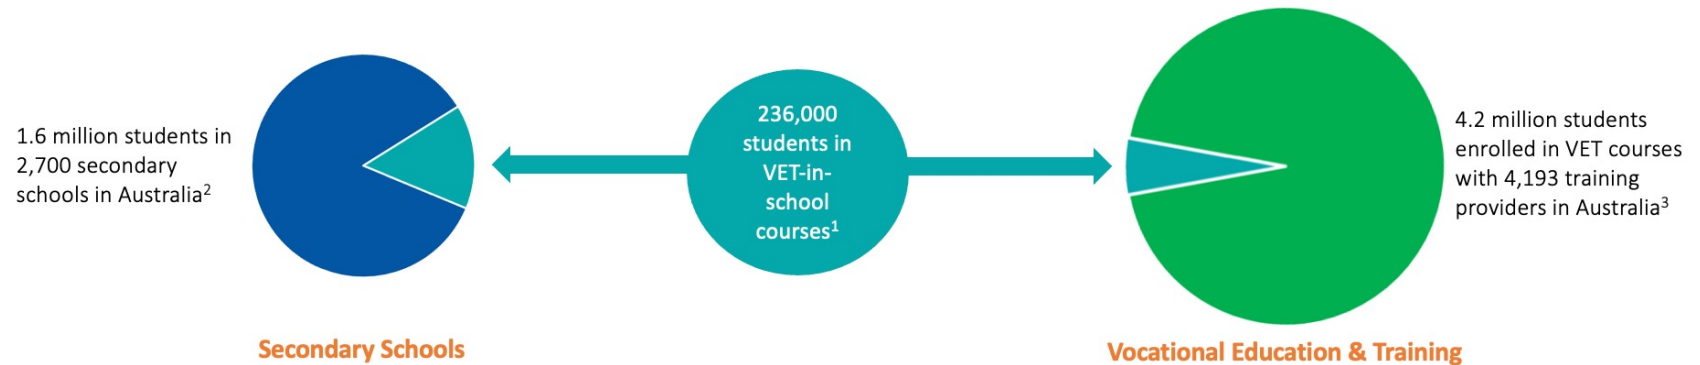 1.6 million students in
2,700 secondary
schools in Australia²
236,000
students in
VET-in-
school
courses¹
4.2 million students
enrolled in VET courses
with 4,193 training
providers in Australia³
Secondary Schools
Vocational Education & Training